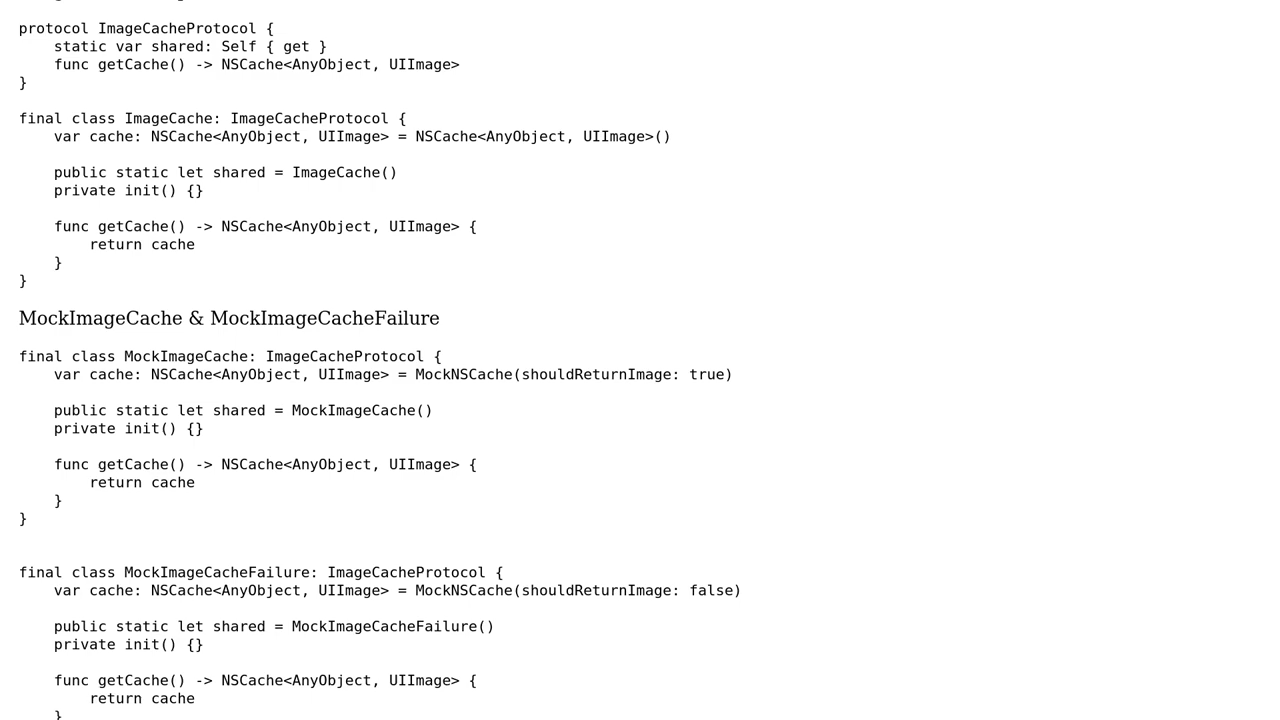 protocol ImageCacheProtocol {
    static var shared: Self { get }
    func getCache() -> NSCache<AnyObject, UIImage>
}

final class ImageCache: ImageCacheProtocol {
    var cache: NSCache<AnyObject, UIImage> = NSCache<AnyObject, UIImage>()

    public static let shared = ImageCache()
    private init() {}

    func getCache() -> NSCache<AnyObject, UIImage> {
        return cache
    }
}
MockImageCache & MockImageCacheFailure
final class MockImageCache: ImageCacheProtocol {
    var cache: NSCache<AnyObject, UIImage> = MockNSCache(shouldReturnImage: true)

    public static let shared = MockImageCache()
    private init() {}

    func getCache() -> NSCache<AnyObject, UIImage> {
        return cache
    }
}

final class MockImageCacheFailure: ImageCacheProtocol {
    var cache: NSCache<AnyObject, UIImage> = MockNSCache(shouldReturnImage: false)

    public static let shared = MockImageCacheFailure()
    private init() {}

    func getCache() -> NSCache<AnyObject, UIImage> {
        return cache
    }